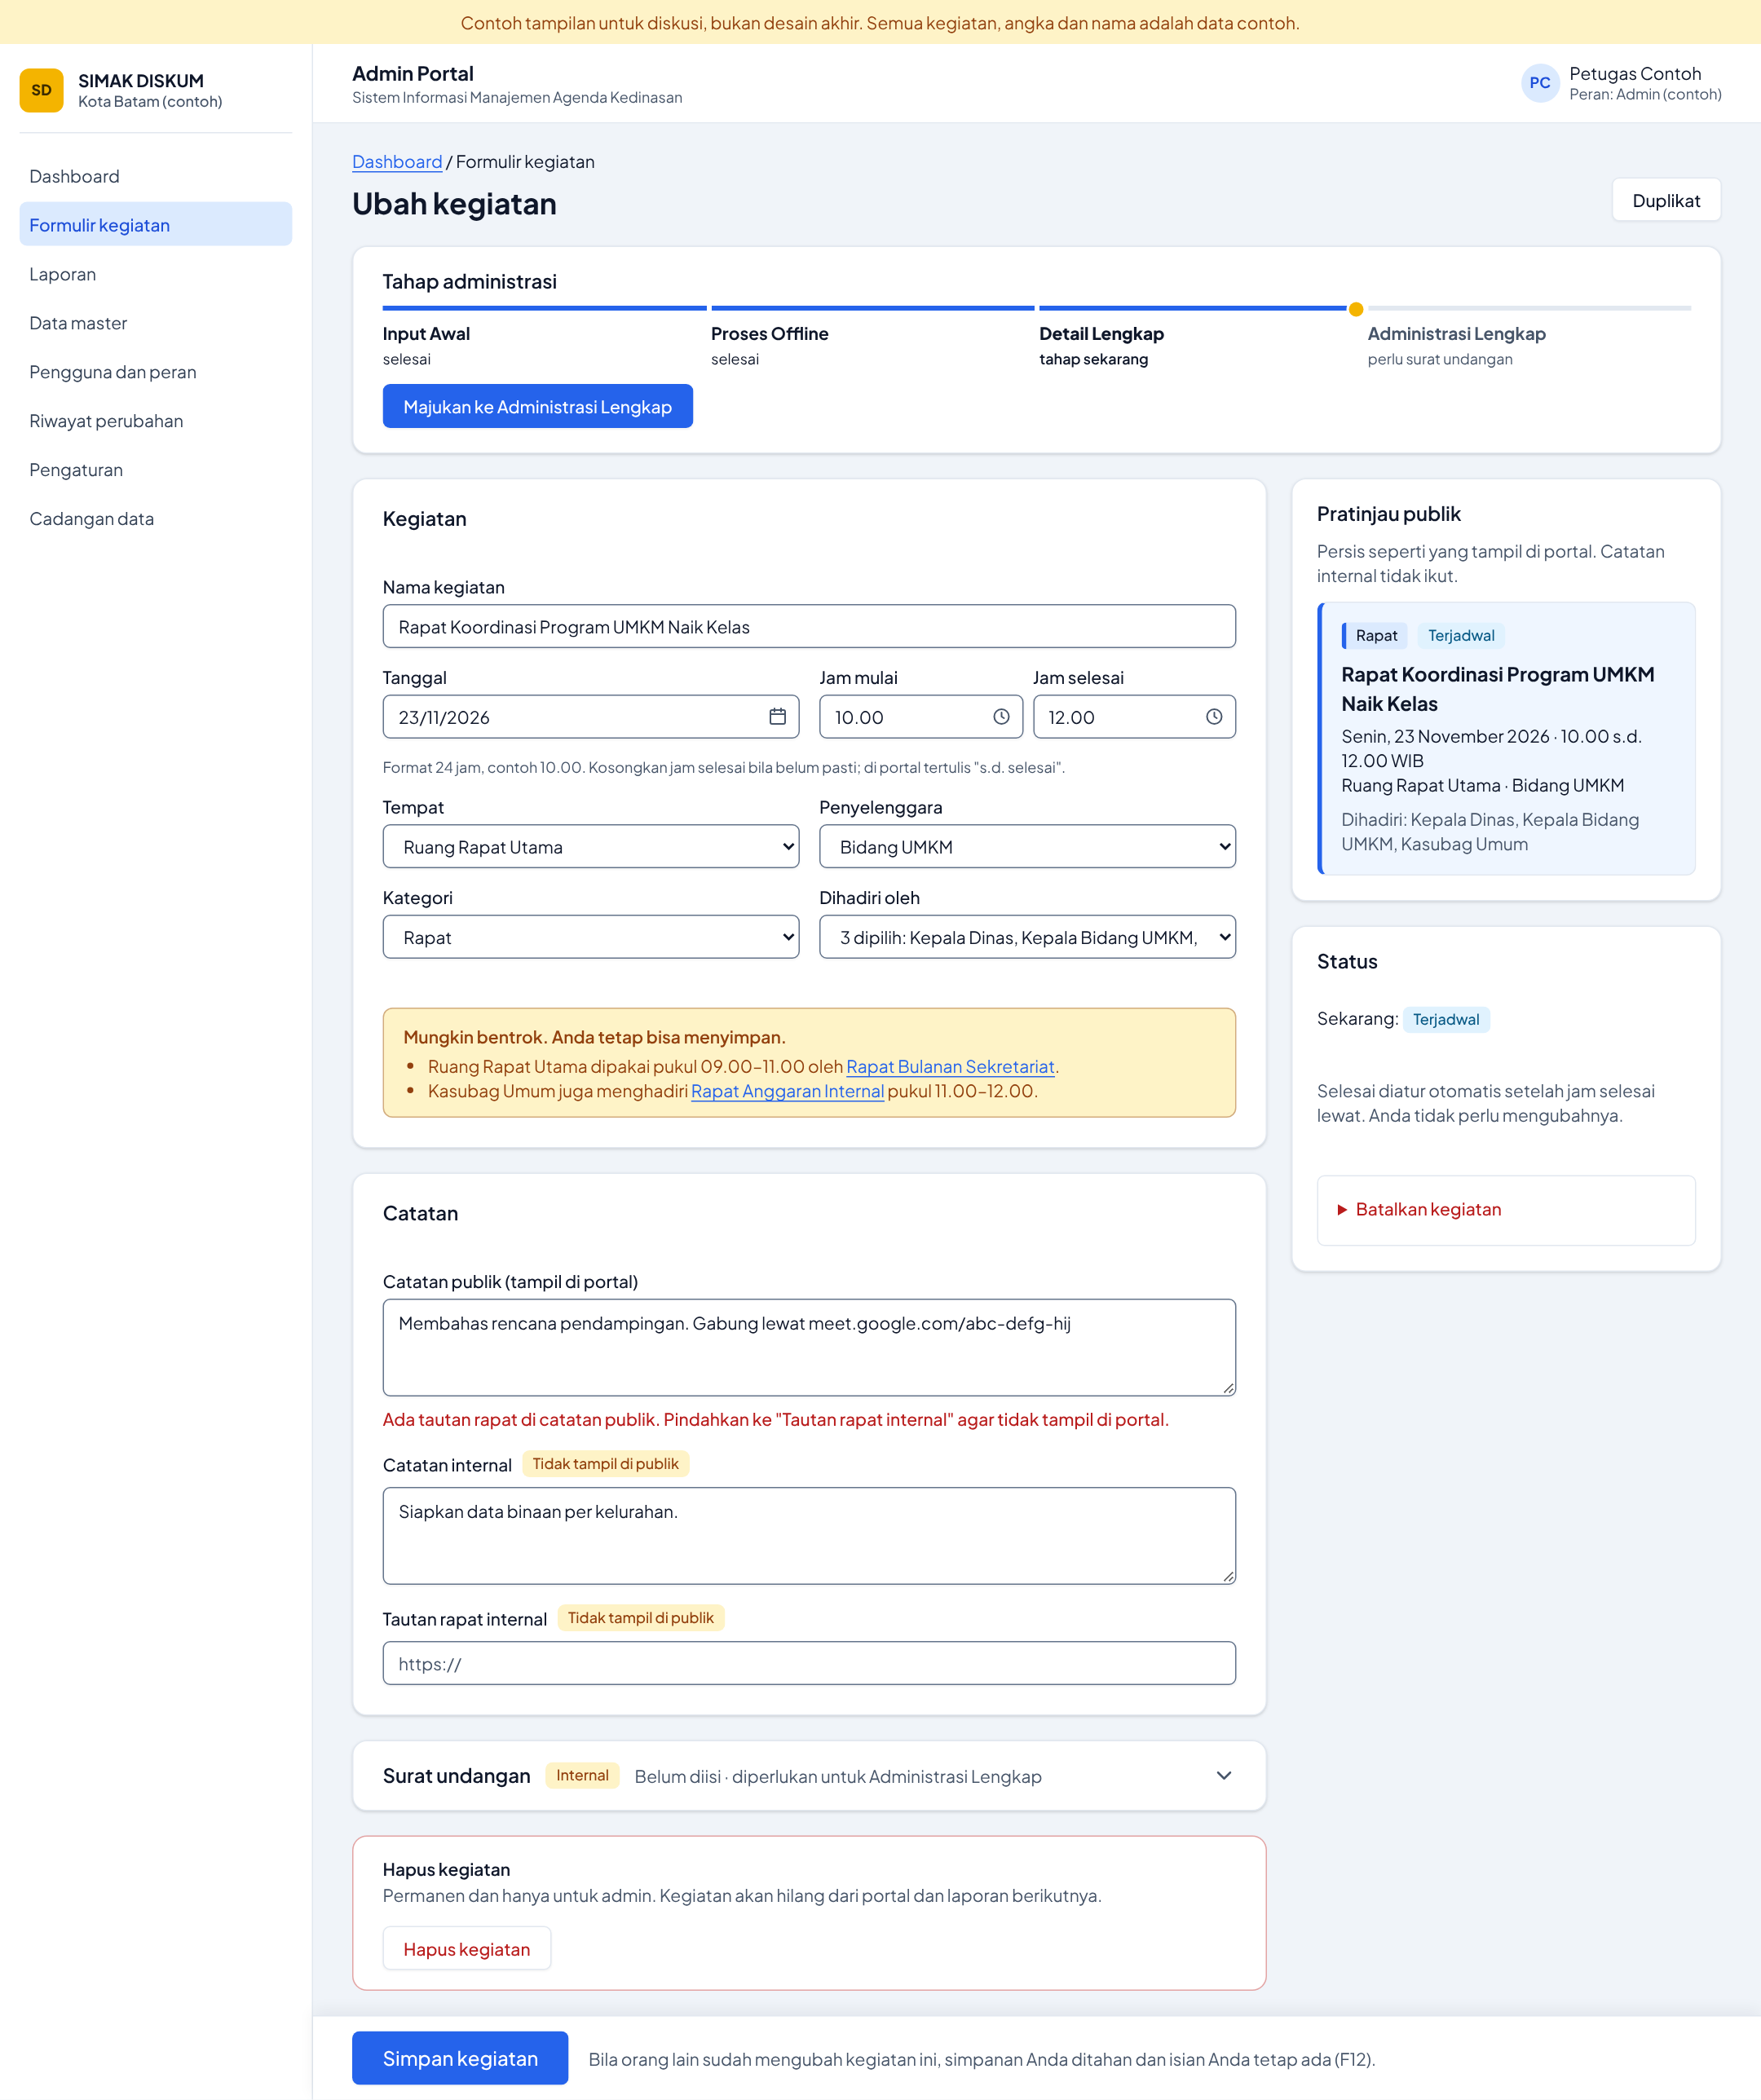 Contoh tampilan untuk diskusi, bukan desain akhir. Semua kegiatan, angka dan nama adalah data contoh.
SD
SIMAK DISKUM
Kota Batam (contoh)
Dashboard
Formulir kegiatan
Laporan
Data master
Pengguna dan peran
Riwayat perubahan
Pengaturan
Cadangan data
Admin Portal
Sistem Informasi Manajemen Agenda Kedinasan
PC
Petugas Contoh
Peran: Admin (contoh)
Dashboard / Formulir kegiatan
Ubah kegiatan
Duplikat
Tahap administrasi
Input Awal
selesai
Proses Offline
selesai
Detail Lengkap
tahap sekarang
Administrasi Lengkap
perlu surat undangan
Majukan ke Administrasi Lengkap
Kegiatan
Nama kegiatan
Rapat Koordinasi Program UMKM Naik Kelas
Tanggal
23/11/2026
Jam mulai
10.00
Jam selesai
12.00
Format 24 jam, contoh 10.00. Kosongkan jam selesai bila belum pasti; di portal tertulis "s.d. selesai".
Tempat
Ruang Rapat Utama
Penyelenggara
Bidang UMKM
Kategori
Rapat
Dihadiri oleh
3 dipilih: Kepala Dinas, Kepala Bidang UMKM,
Mungkin bentrok. Anda tetap bisa menyimpan.
• Ruang Rapat Utama dipakai pukul 09.00–11.00 oleh Rapat Bulanan Sekretariat.
• Kasubag Umum juga menghadiri Rapat Anggaran Internal pukul 11.00–12.00.
Catatan
Catatan publik (tampil di portal)
Membahas rencana pendampingan. Gabung lewat meet.google.com/abc-defg-hij
Ada tautan rapat di catatan publik. Pindahkan ke "Tautan rapat internal" agar tidak tampil di portal.
Catatan internal Tidak tampil di publik
Siapkan data binaan per kelurahan.
Tautan rapat internal Tidak tampil di publik
https://
Surat undangan Internal Belum diisi · diperlukan untuk Administrasi Lengkap
Hapus kegiatan
Permanen dan hanya untuk admin. Kegiatan akan hilang dari portal dan laporan berikutnya.
Hapus kegiatan
Pratinjau publik
Persis seperti yang tampil di portal. Catatan
internal tidak ikut.
Rapat Terjadwal
Rapat Koordinasi Program UMKM
Naik Kelas
Senin, 23 November 2026 · 10.00 s.d.
12.00 WIB
Ruang Rapat Utama · Bidang UMKM
Dihadiri: Kepala Dinas, Kepala Bidang
UMKM, Kasubag Umum
Status
Sekarang: Terjadwal
Selesai diatur otomatis setelah jam selesai
lewat. Anda tidak perlu mengubahnya.
Batalkan kegiatan
Simpan kegiatan
Bila orang lain sudah mengubah kegiatan ini, simpanan Anda ditahan dan isian Anda tetap ada (F12).